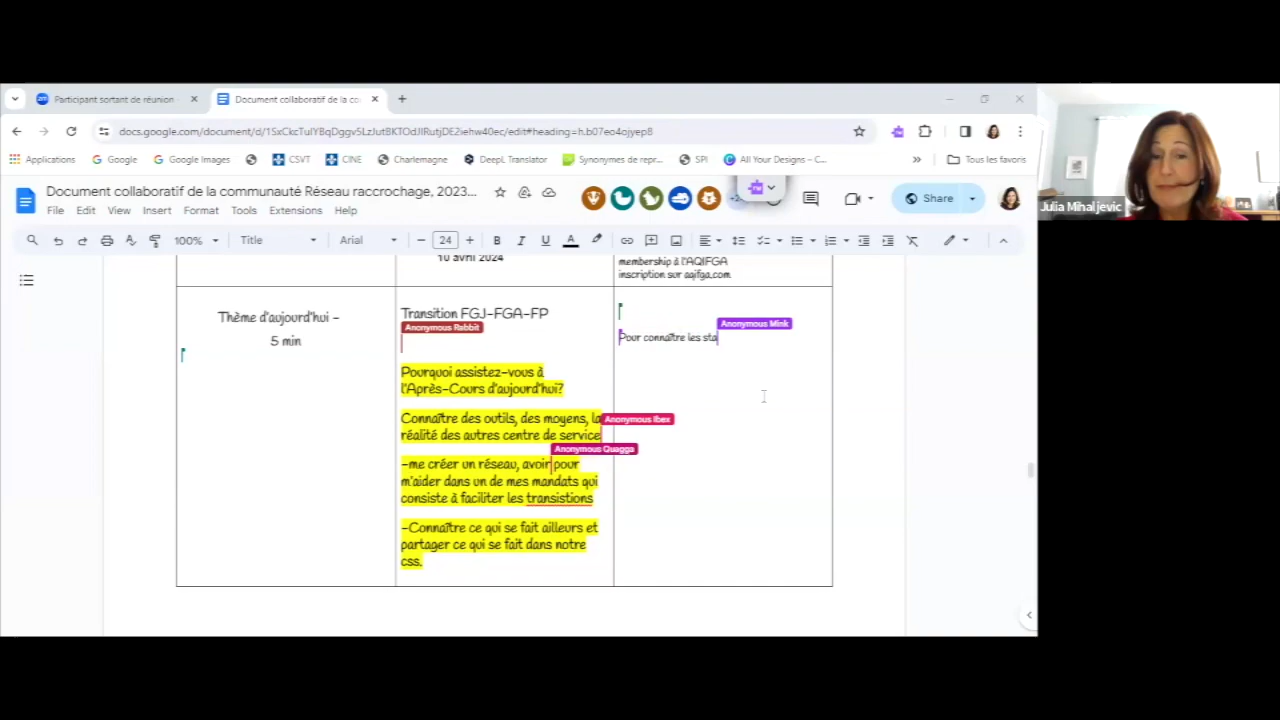 Participant sortant de réunion
Document collaboratif de la co
docs.google.com/document/d/1SxCkcTuIYBqDggv5LzJut8KTOdJIRutjDE2iehw40ec/edit#heading=h.b07eo4ojyep8
Applications
Google
Google Images
CSVT
CINE
Charlemagne
DeepL Translator
Synonymes de repr...
SPI
All Your Designs – C...
»
Tous les favoris
Document collaboratif de la communauté Réseau raccrochage, 2023...
Share
File Edit View Insert Format Tools Extensions Help
100% Title Arial 24 B I U A
Julia Mihaljevic
10 avril 2024
membership à l'AQIFGA
inscription sur aqifga.com
Thème d'aujourd'hui –
5 min
Transition FGJ-FGA-FP
Anonymous Rabbit
Pourquoi assistez-vous à
l'Après-Cours d'aujourd'hui?
Connaître des outils, des moyens, la
réalité des autres centre de service
Anonymous Ibex
Anonymous Quagga
-me créer un réseau, avoir pour
m'aider dans un de mes mandats qui
consiste à faciliter les transistions
-Connaître ce qui se fait ailleurs et
partager ce qui se fait dans notre
css.
Anonymous Mink
Pour connaître les sta